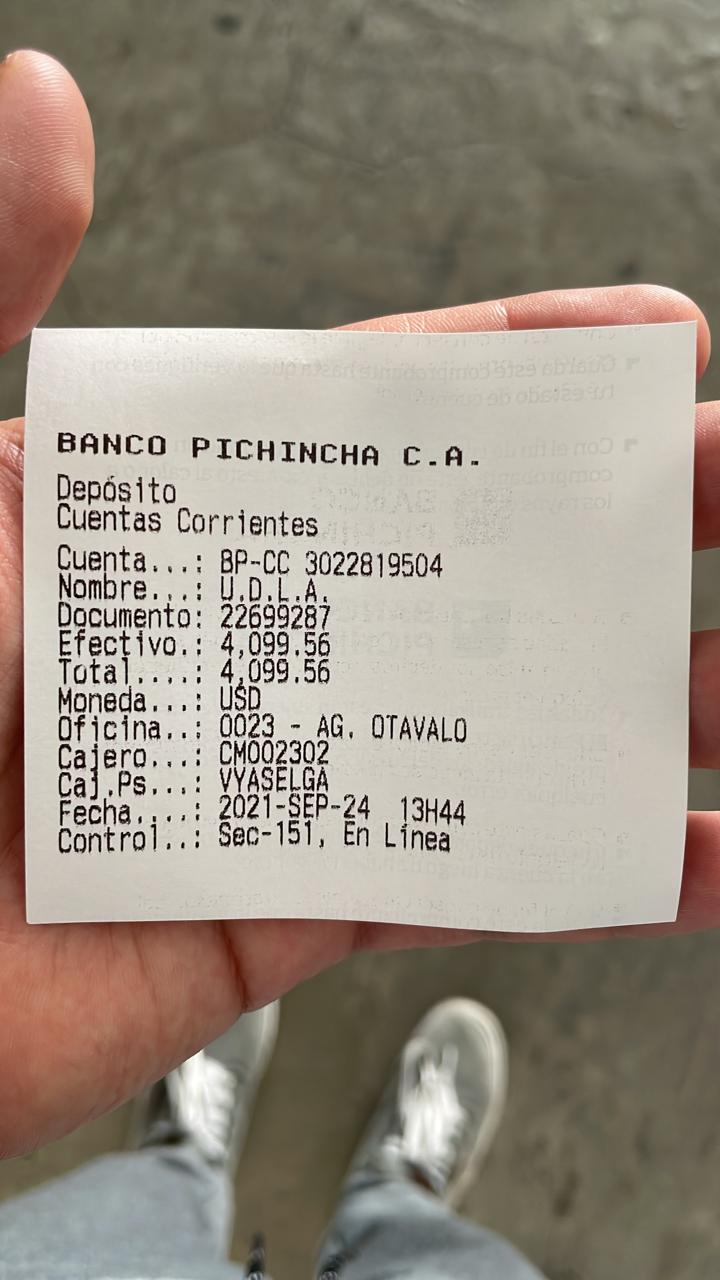 BANCO PICHINCHA C.A.
Depósito
Cuentas Corrientes
Cuenta...: BP-CC 3022819504
Nombre...: U.D.L.A.
Documento: 22699287
Efectivo.: 4,099.56
Total....: 4,099.56
Moneda...: USD
Oficina..: 0023 - AG. OTAVALO
Cajero...: CM002302
Caj.Ps...: VYASELGA
Fecha....: 2021-SEP-24 13H44
Control..: Sec-151, En Línea